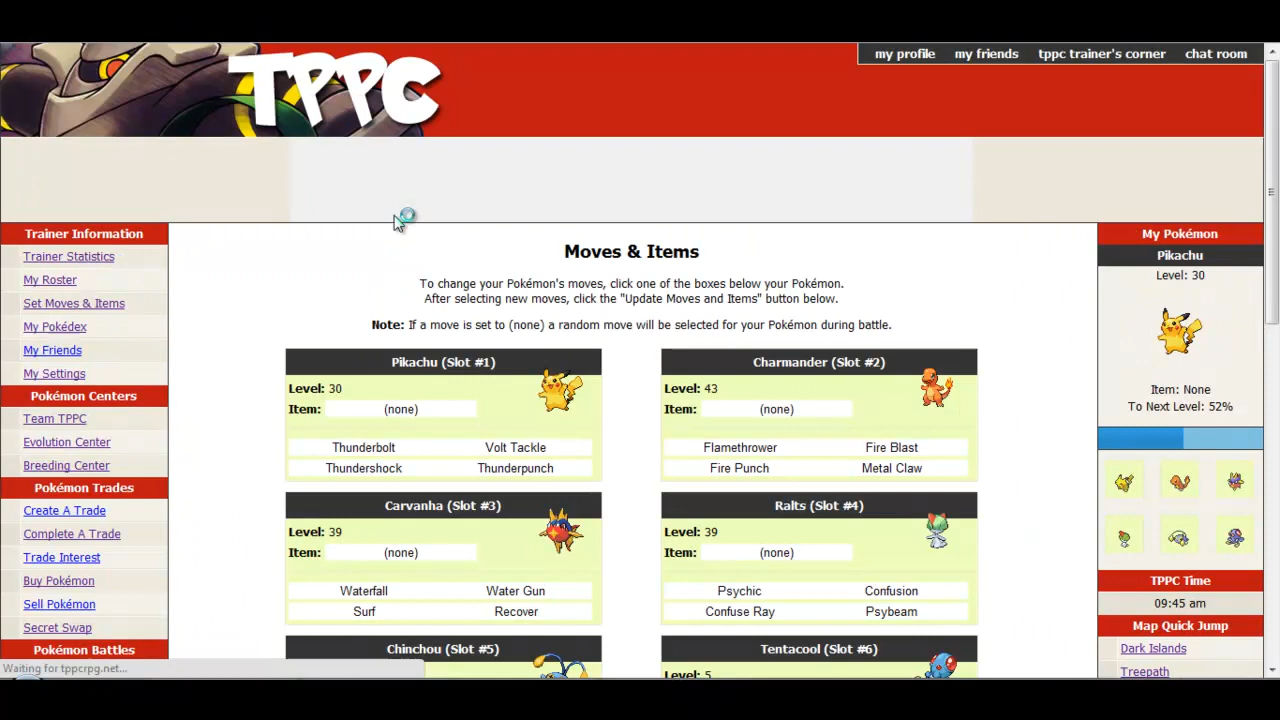 TPPC
my profile my friends tppc trainer's corner chat room
Trainer Information
Trainer Statistics
My Roster
Set Moves & Items
My Pokédex
My Friends
My Settings
Pokémon Centers
Team TPPC
Evolution Center
Breeding Center
Pokémon Trades
Create A Trade
Complete A Trade
Trade Interest
Buy Pokémon
Sell Pokémon
Secret Swap
Pokémon Battles
Waiting for tppcrpg.net...
Moves & Items
To change your Pokémon's moves, click one of the boxes below your Pokémon.
After selecting new moves, click the "Update Moves and Items" button below.
Note: If a move is set to (none) a random move will be selected for your Pokémon during battle.
Pikachu (Slot #1)
Level: 30
Item: (none)
Thunderbolt Volt Tackle
Thundershock Thunderpunch
Charmander (Slot #2)
Level: 43
Item: (none)
Flamethrower Fire Blast
Fire Punch Metal Claw
Carvanha (Slot #3)
Level: 39
Item: (none)
Waterfall Water Gun
Surf Recover
Ralts (Slot #4)
Level: 39
Item: (none)
Psychic Confusion
Confuse Ray Psybeam
Chinchou (Slot #5)
Tentacool (Slot #6)
Level: 5
My Pokémon
Pikachu
Level: 30
Item: None
To Next Level: 52%
TPPC Time
09:45 am
Map Quick Jump
Dark Islands
Treepath